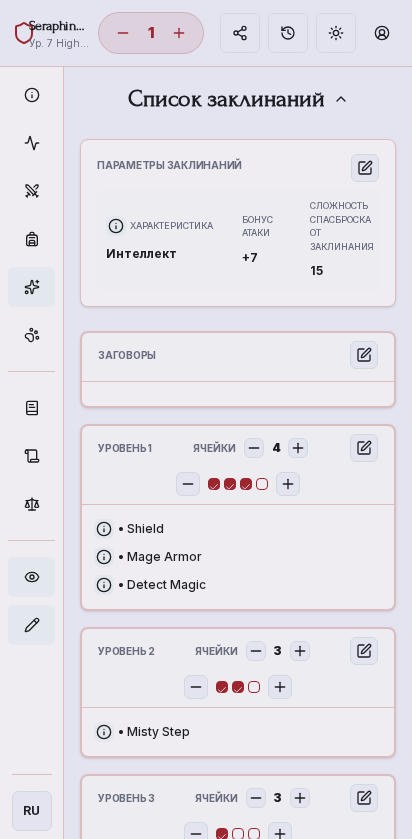 Seraphin...
Ур. 7 High...
1
Список заклинаний
ПАРАМЕТРЫ ЗАКЛИНАНИЙ
ХАРАКТЕРИСТИКА
Интеллект
БОНУС
АТАКИ
+7
СЛОЖНОСТЬ
СПАСБРОСКА
ОТ
ЗАКЛИНАНИЯ
15
ЗАГОВОРЫ
УРОВЕНЬ 1 ЯЧЕЙКИ 4
• Shield
• Mage Armor
• Detect Magic
УРОВЕНЬ 2 ЯЧЕЙКИ 3
• Misty Step
УРОВЕНЬ 3 ЯЧЕЙКИ 3
RU